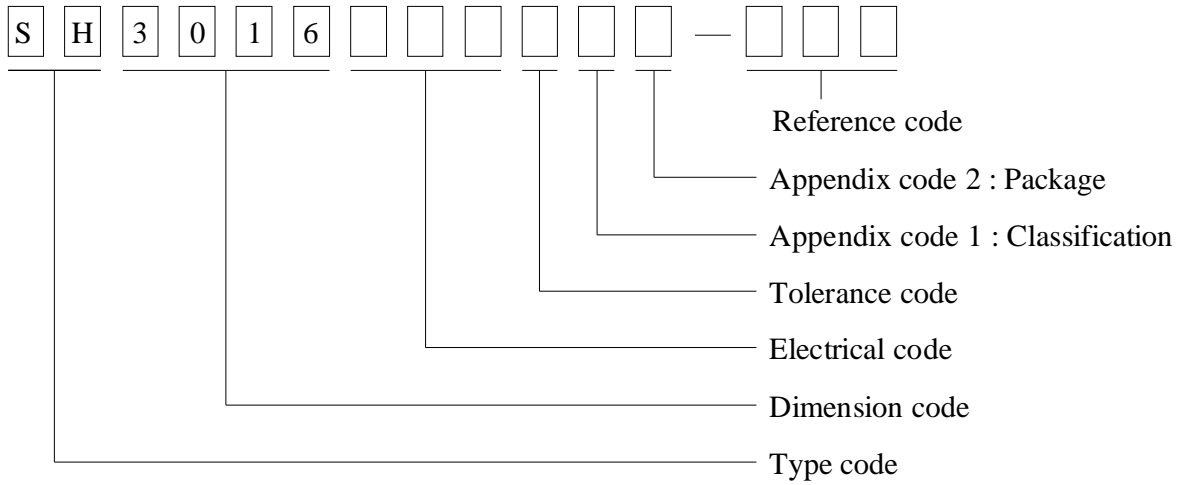 S H 3 0 1 6 —
Reference code
Appendix code 2 : Package
Appendix code 1 : Classification
Tolerance code
Electrical code
Dimension code
Type code